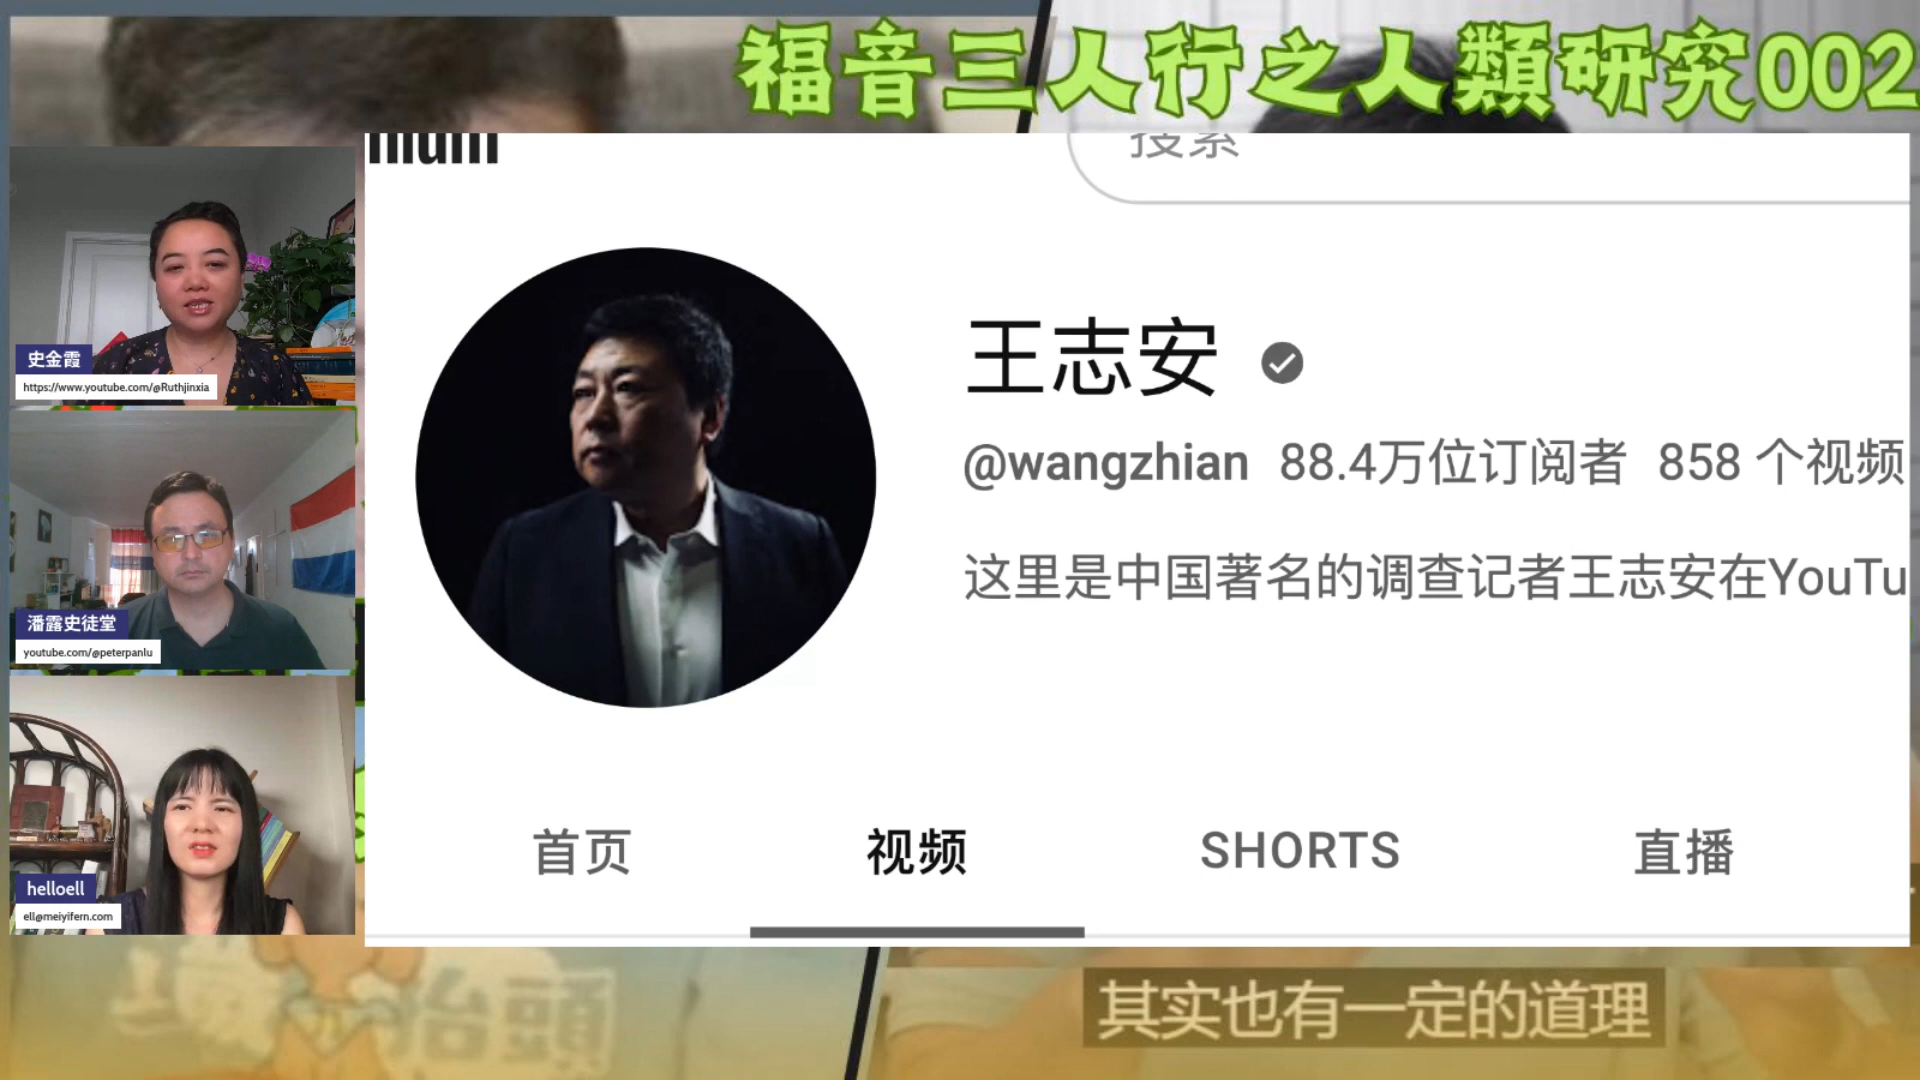 福音三人行之人類研究002
搜索
王志安
@wangzhian 88.4万位订阅者 858 个视频
这里是中国著名的调查记者王志安在YouTu
首页 视频 SHORTS 直播
史金霞
https://www.youtube.com/@Ruthjinxia
潘露史徒堂
youtube.com/@peterpanlu
helloell
ell@meiyifern.com
其实也有一定的道理